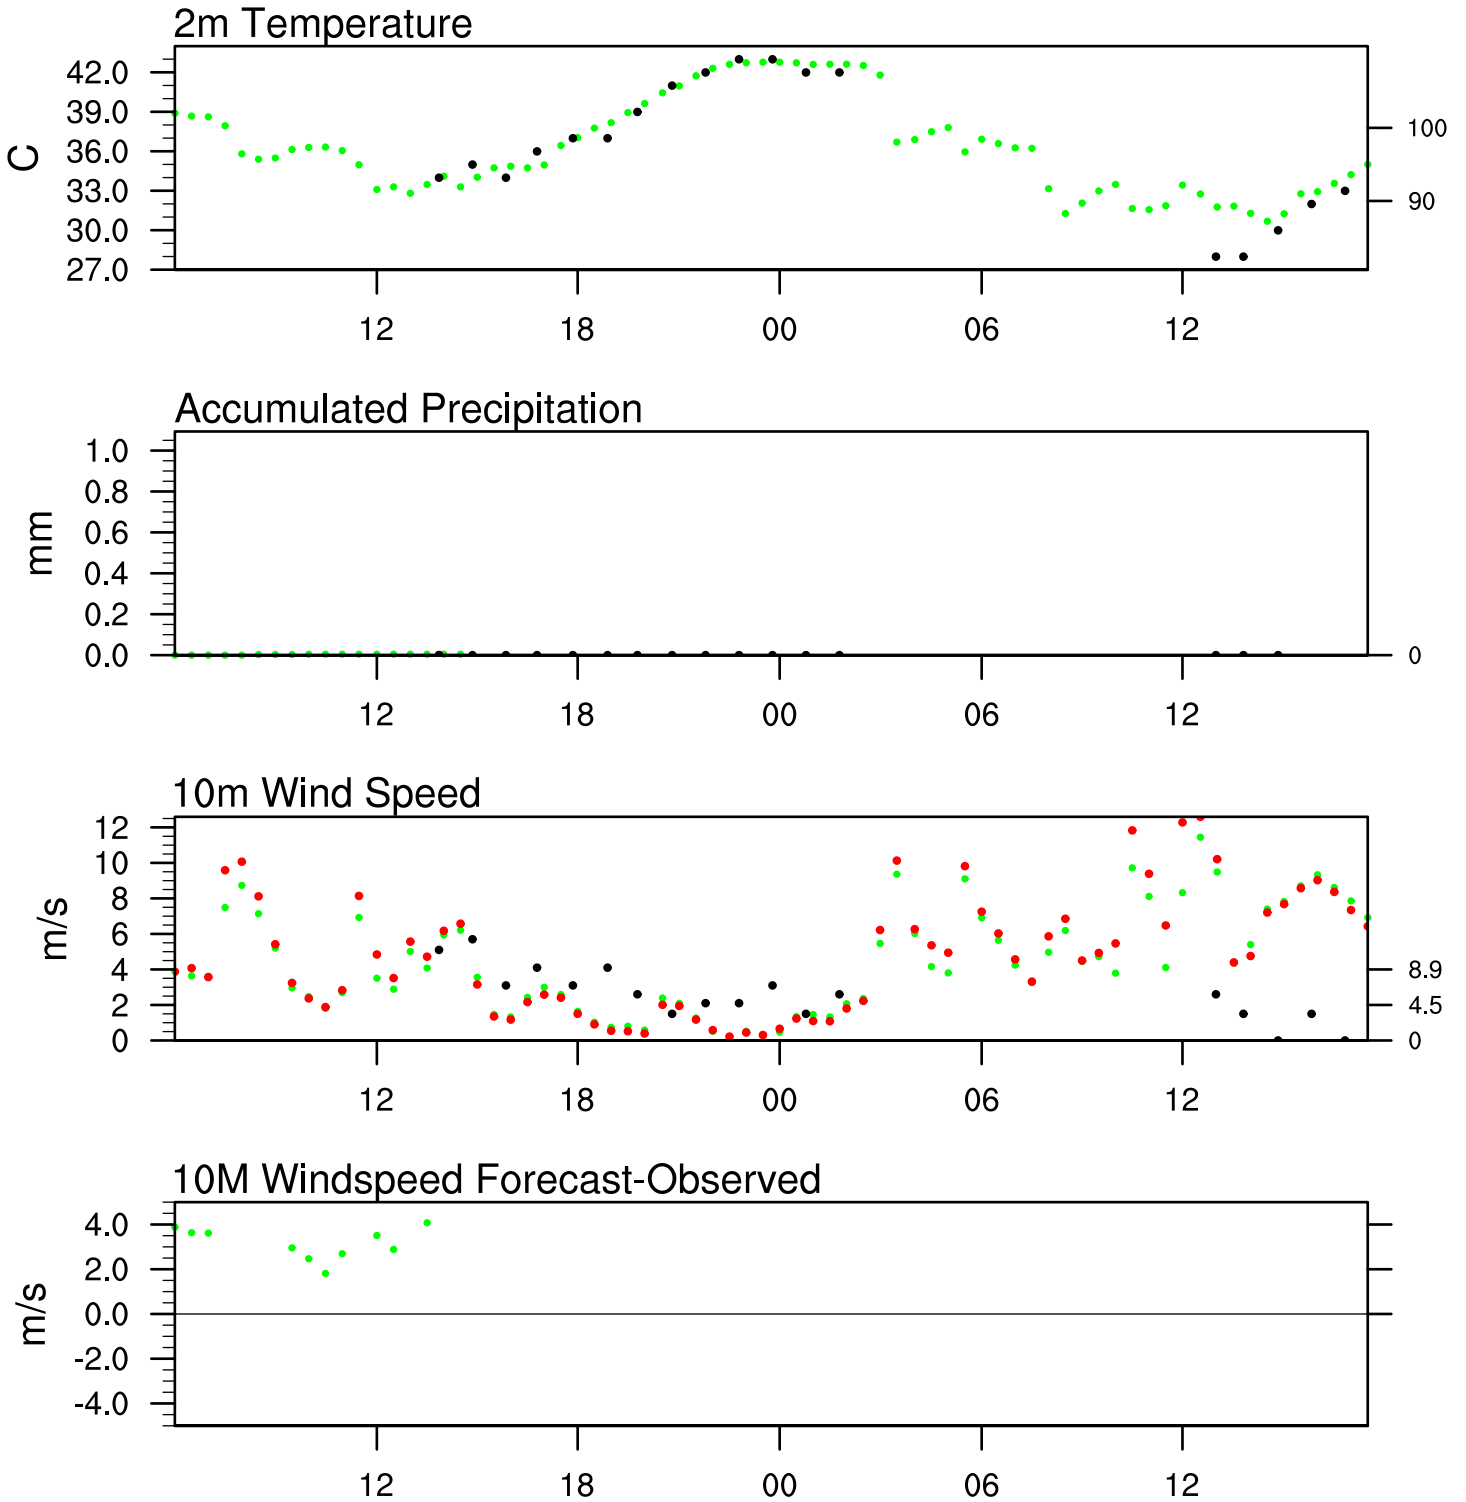 2m Temperature
42.0
39.0
36.0
33.0
30.0
27.0
C
100
90
12 18 00 06 12
Accumulated Precipitation
1.0
0.8
0.6
0.4
0.2
0.0
mm
0
12 18 00 06 12
10m Wind Speed
12
10
8
6
4
2
0
m/s
8.9
4.5
0
12 18 00 06 12
10M Windspeed Forecast-Observed
4.0
2.0
0.0
-2.0
-4.0
m/s
12 18 00 06 12